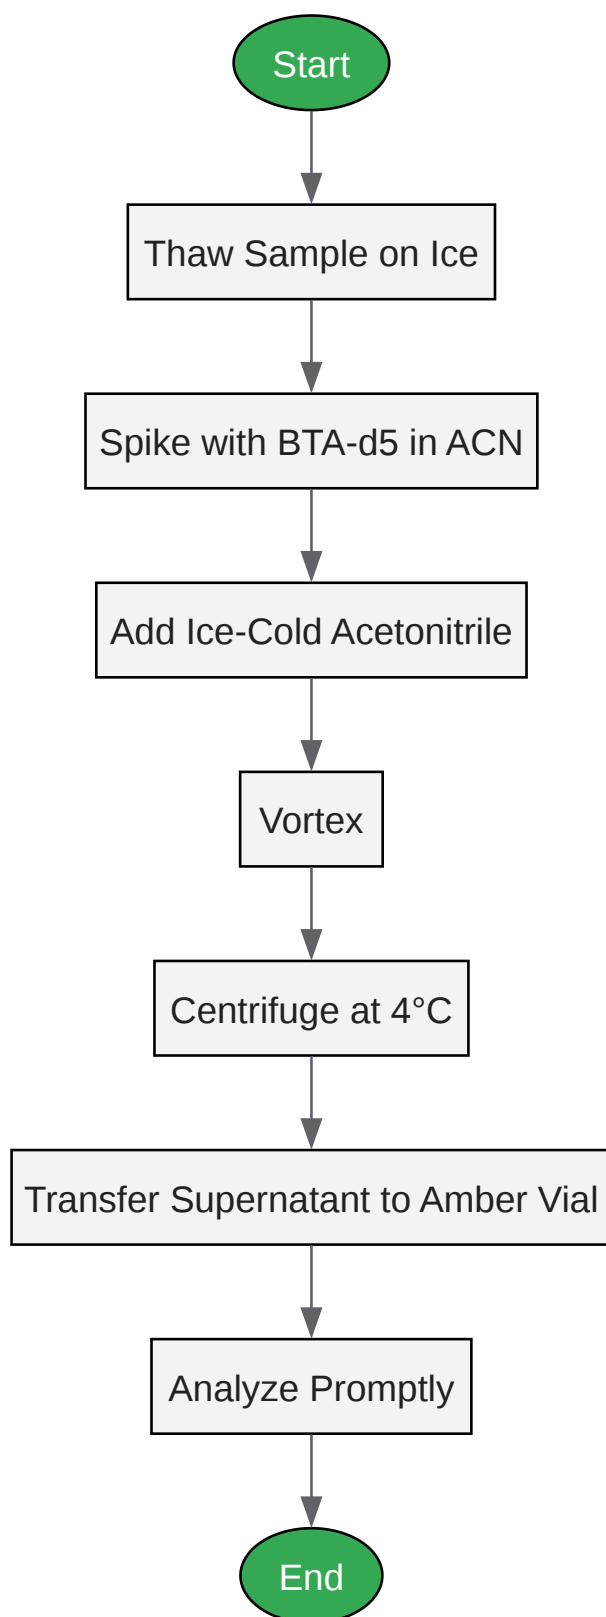 Start
Thaw Sample on Ice
Spike with BTA-d5 in ACN
Add Ice-Cold Acetonitrile
Vortex
Centrifuge at 4°C
Transfer Supernatant to Amber Vial
Analyze Promptly
End